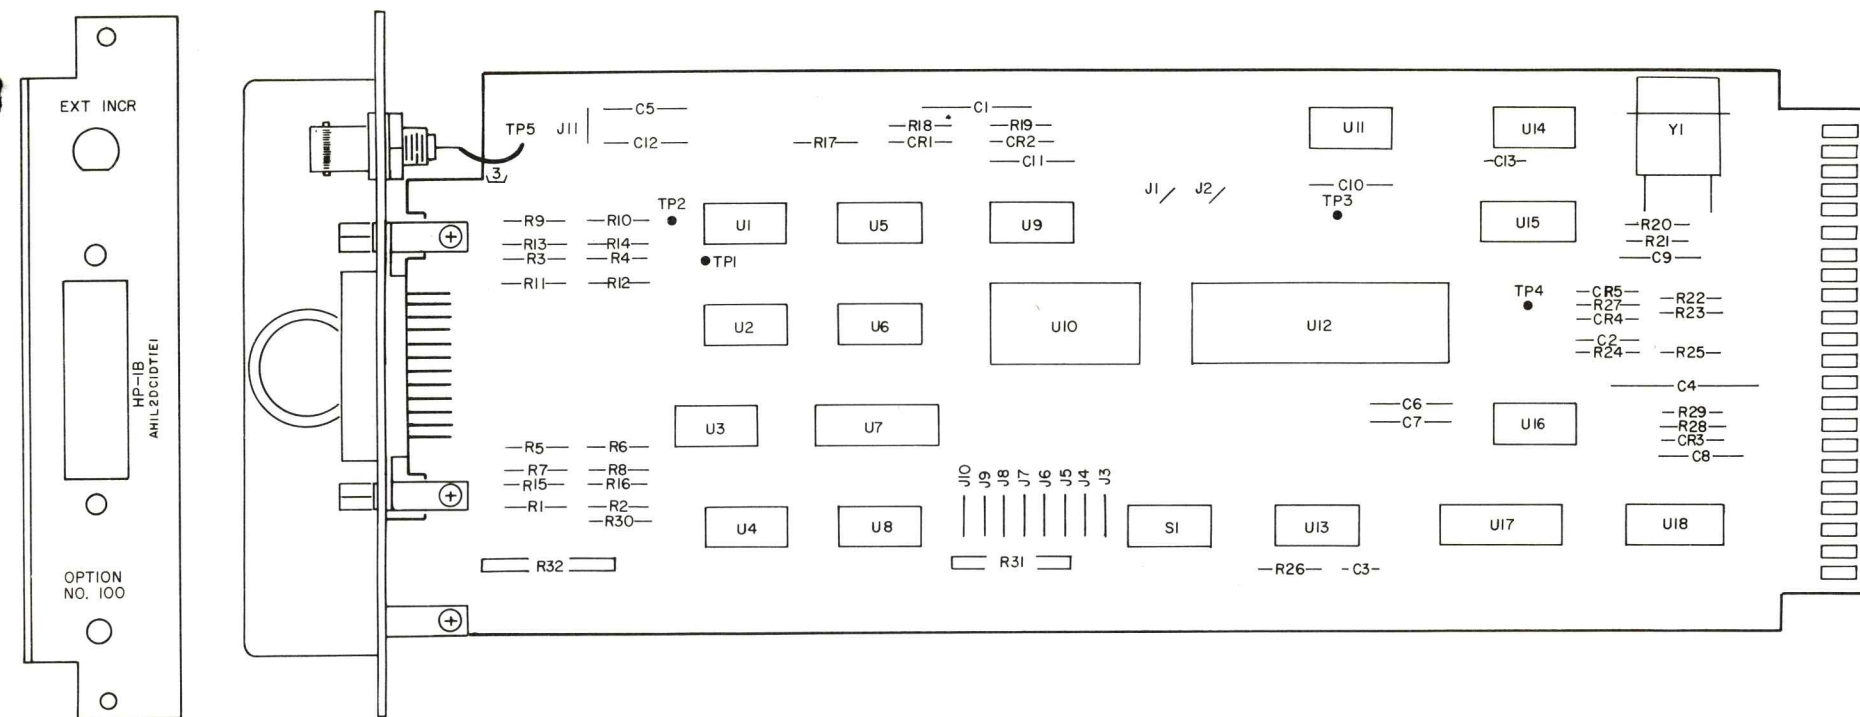 EXT INCR
HP-IB
AHIL2DCIDTIEI
OPTION
NO. 100
TP5
J11
C5
C12
3
C1
R18
R19
R17
CR1
CR2
C11
U11
U14
Y1
C13
J1
J2
C10
TP3
TP2
R9
R10
U1
U5
U9
U15
R20
R13
R14
R21
R3
R4
TP1
C9
R11
R12
TP4
CR5
R22
R27
R23
CR4
U2
U6
U10
U12
C2
R24
R25
C4
C6
C7
R29
R28
CR3
C8
U3
U7
U16
R5
R6
R7
R8
R15
R16
R1
R2
R30
J10
J9
J8
J7
J6
J5
J4
J3
U4
U8
S1
U13
U17
U18
R32
R31
R26
C3